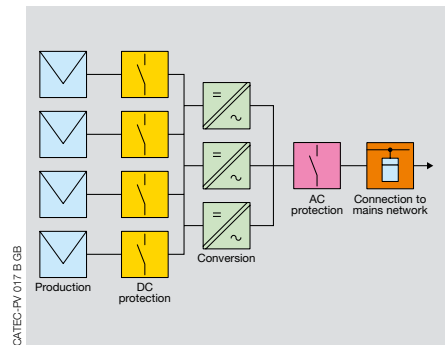 Production
DC
protection
Conversion
AC
protection
Connection to
mains network
CATEC-PV 017 B GB